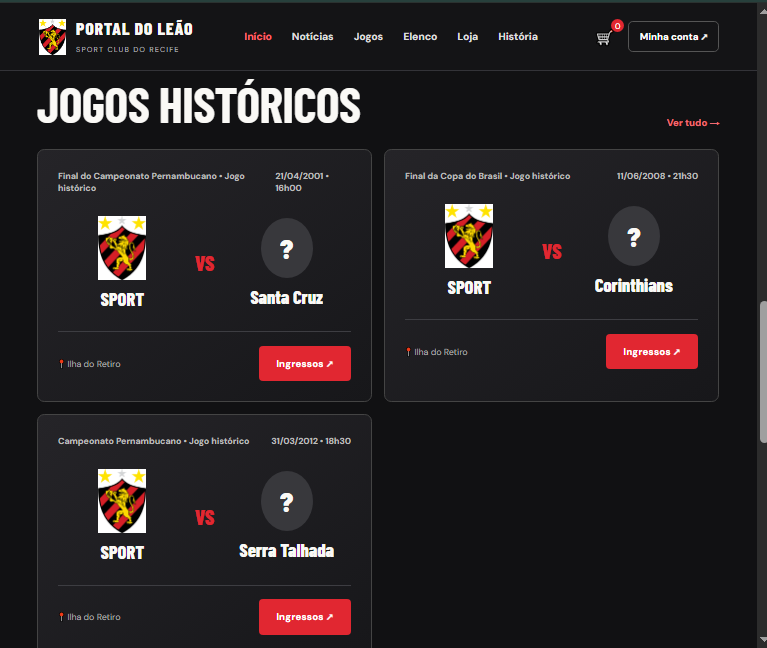 PORTAL DO LEÃO
SPORT CLUB DO RECIFE
Início Notícias Jogos Elenco Loja História
0
Minha conta ↗
JOGOS HISTÓRICOS
Ver tudo →
Final do Campeonato Pernambucano • Jogo
histórico
21/04/2001 •
16h00
SPORT
VS
?
Santa Cruz
Ilha do Retiro
Ingressos ↗
Final da Copa do Brasil • Jogo histórico
11/06/2008 • 21h30
SPORT
VS
?
Corinthians
Ilha do Retiro
Ingressos ↗
Campeonato Pernambucano • Jogo histórico
31/03/2012 • 18h30
SPORT
VS
?
Serra Talhada
Ilha do Retiro
Ingressos ↗